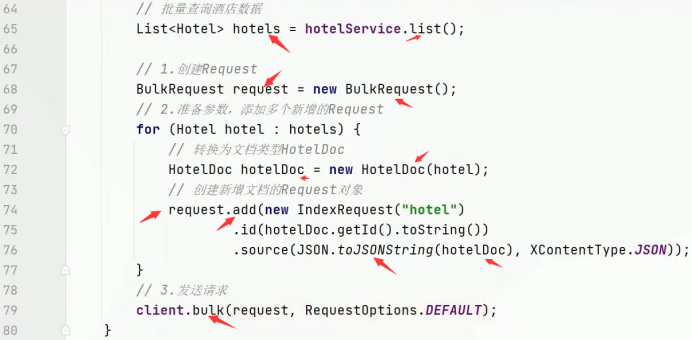 64 // 批量查询酒店数据
65 List<Hotel> hotels = hotelService.list();
66
67 // 1.创建Request
68 BulkRequest request = new BulkRequest();
69 // 2.准备参数，添加多个新增的Request
70 for (Hotel hotel : hotels) {
71 // 转换为文档类型HotelDoc
72 HotelDoc hotelDoc = new HotelDoc(hotel);
73 // 创建新增文档的Request对象
74 request.add(new IndexRequest("hotel")
75 .id(hotelDoc.getId().toString())
76 .source(JSON.toJSONString(hotelDoc), XContentType.JSON));
77 }
78 // 3.发送请求
79 client.bulk(request, RequestOptions.DEFAULT);
80 }